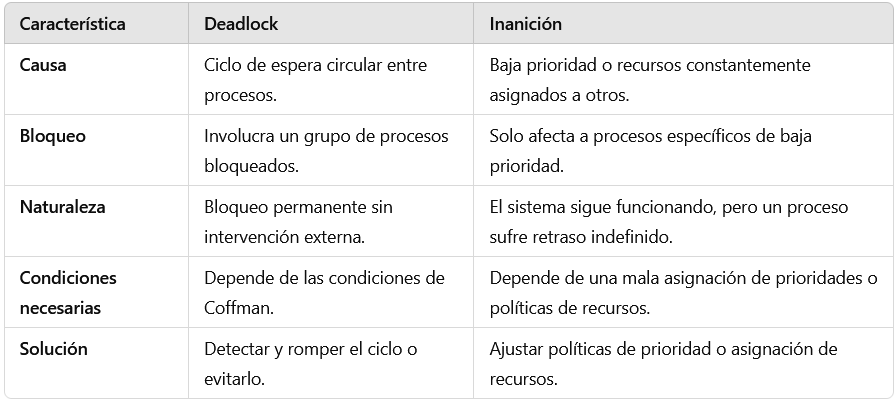 Característica Deadlock Inanición
Causa Ciclo de espera circular entre Baja prioridad o recursos constantemente
procesos. asignados a otros.
Bloqueo Involucra un grupo de procesos Solo afecta a procesos específicos de baja
bloqueados. prioridad.
Naturaleza Bloqueo permanente sin El sistema sigue funcionando, pero un proceso
intervención externa. sufre retraso indefinido.
Condiciones Depende de las condiciones de Depende de una mala asignación de prioridades o
necesarias Coffman. políticas de recursos.
Solución Detectar y romper el ciclo o Ajustar políticas de prioridad o asignación de
evitarlo. recursos.